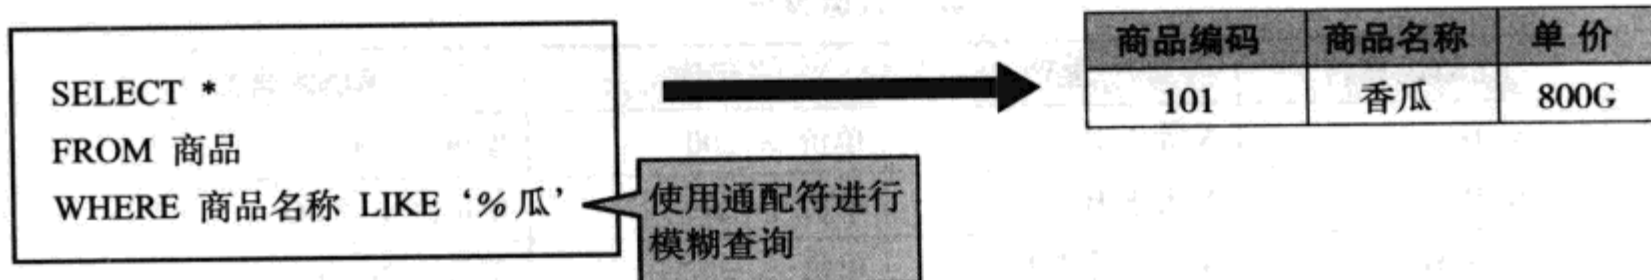 SELECT *
FROM 商品
WHERE 商品名称 LIKE ‘%瓜’
使用通配符进行
模糊查询
商品编码 商品名称 单价
101 香瓜 800G